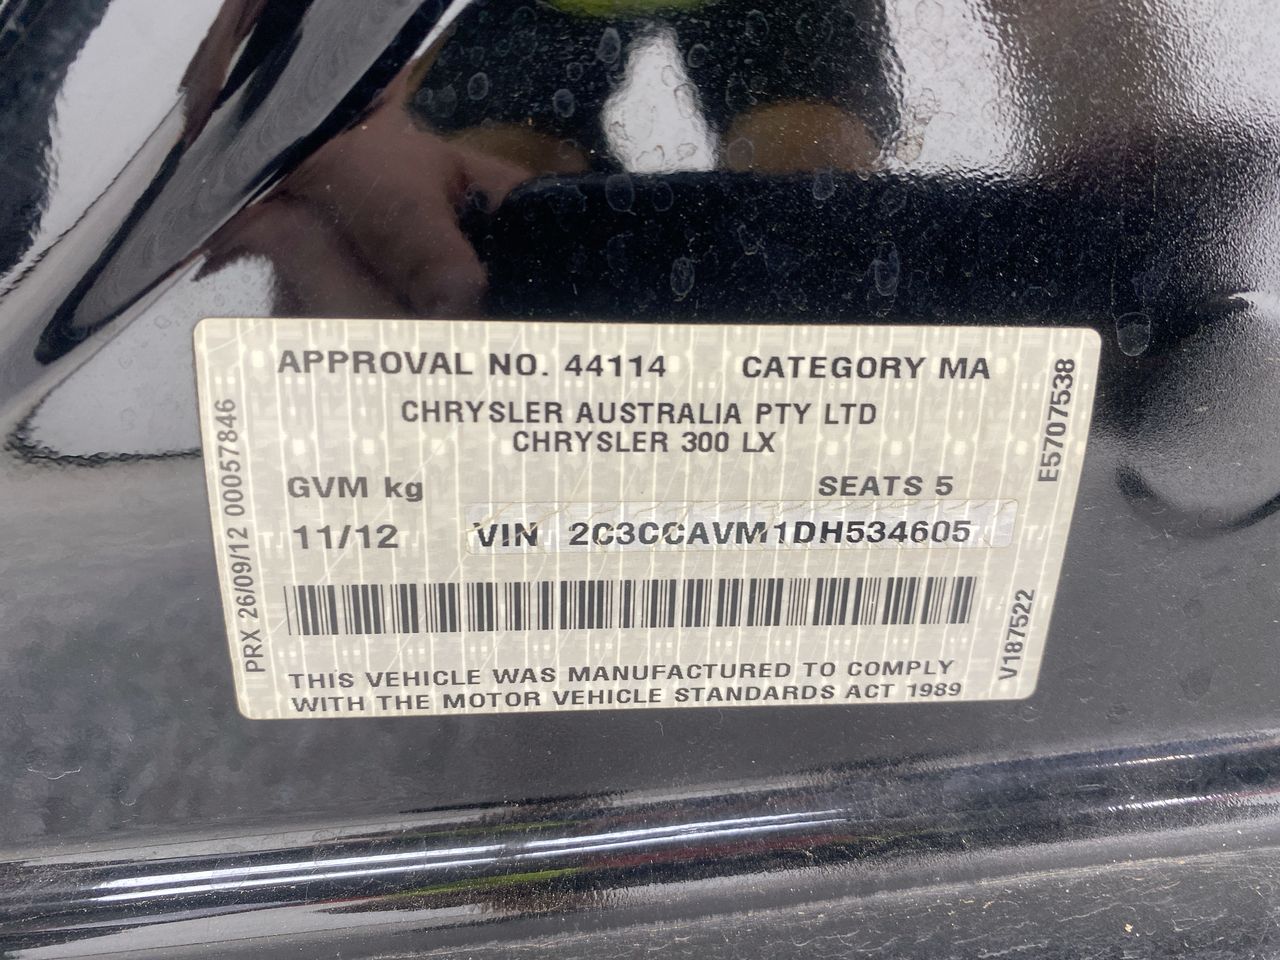 APPROVAL NO. 44114 CATEGORY MA
CHRYSLER AUSTRALIA PTY LTD
CHRYSLER 300 LX
GVM kg SEATS 5
11/12 VIN 2C3CCAVM1DH534605
THIS VEHICLE WAS MANUFACTURED TO COMPLY
WITH THE MOTOR VEHICLE STANDARDS ACT 1989
PRX 26/09/12 00057846
E5707538
V187522